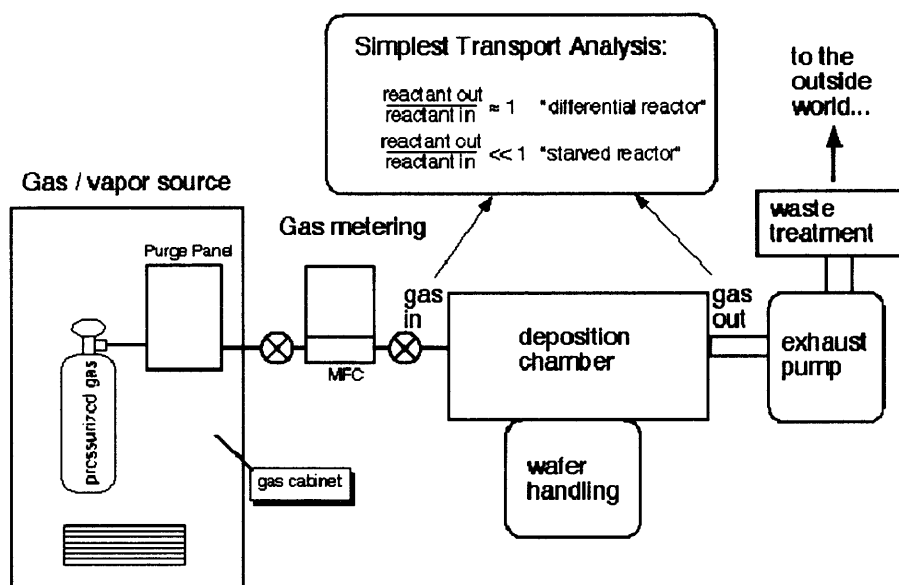 Simplest Transport Analysis:
reactant out
reactant in
≈ 1 "differential reactor"
reactant out
reactant in
<< 1 "starved reactor"
to the
outside
world...
Gas / vapor source
waste
treatment
Gas metering
Purge Panel
gas
in
gas
out
deposition
chamber
exhaust
pump
MFC
pressurized gas
wafer
handling
gas cabinet